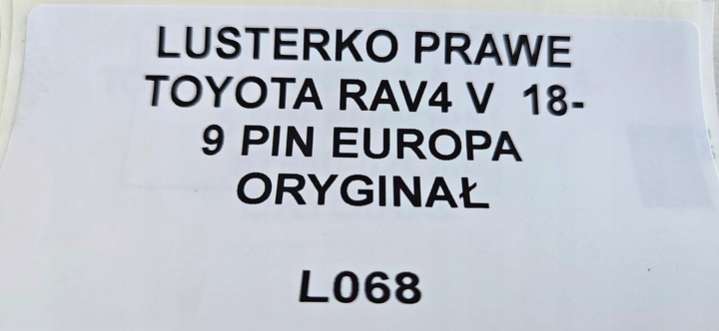 LUSTERKO PRAWE
TOYOTA RAV4 V 18-
9 PIN EUROPA
ORYGINAŁ
L068